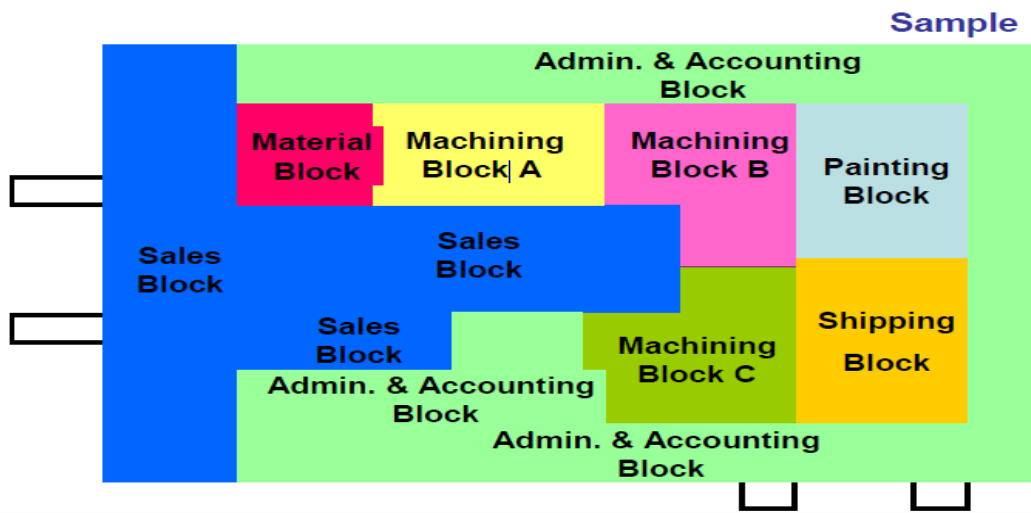 Sample
Admin. & Accounting
Block
Material
Block
Machining
Block A
Machining
Block B
Painting
Block
Sales
Block
Sales
Block
Sales
Block
Machining
Block C
Shipping
Block
Admin. & Accounting
Block
Admin. & Accounting
Block